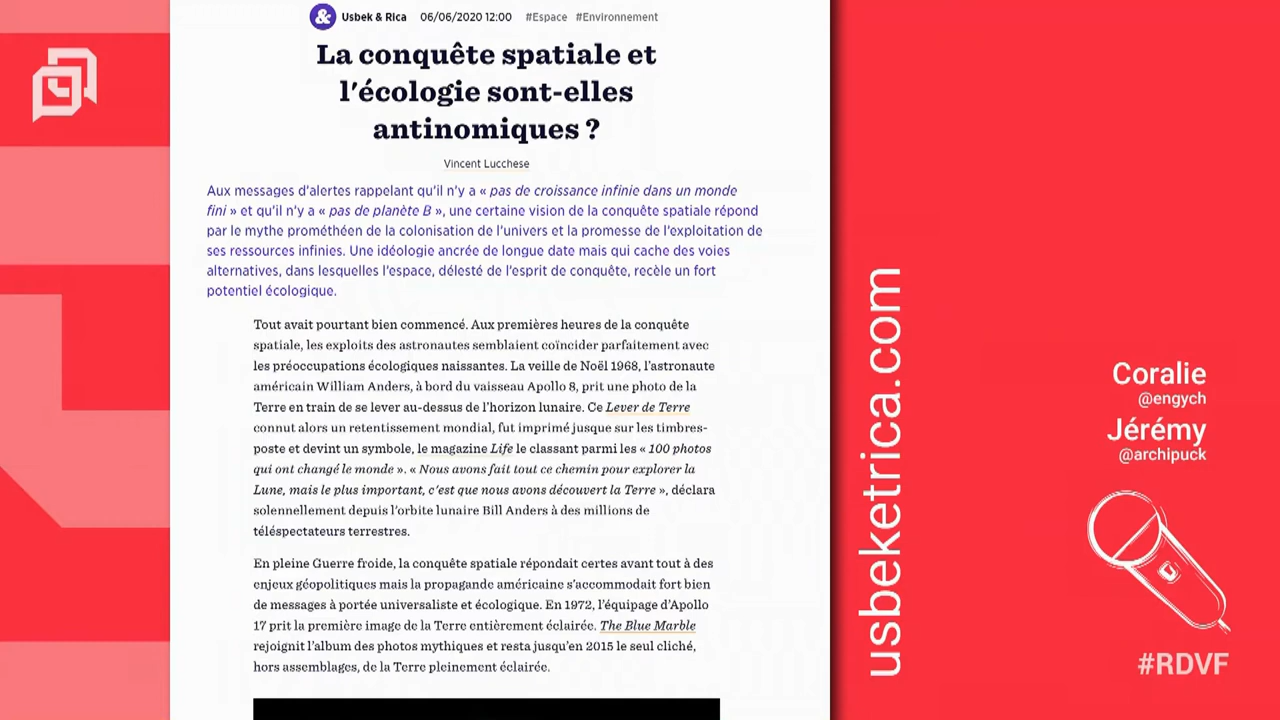 Usbek & Rica 06/06/2020 12:00 #Espace #Environnement
La conquête spatiale et
l'écologie sont-elles
antinomiques ?
Vincent Lucchese
Aux messages d'alertes rappelant qu'il n'y a « pas de croissance infinie dans un monde
fini » et qu'il n'y a « pas de planète B », une certaine vision de la conquête spatiale répond
par le mythe prométhéen de la colonisation de l'univers et la promesse de l'exploitation de
ses ressources infinies. Une idéologie ancrée de longue date mais qui cache des voies
alternatives, dans lesquelles l'espace, délesté de l'esprit de conquête, recèle un fort
potentiel écologique.
Tout avait pourtant bien commencé. Aux premières heures de la conquête
spatiale, les exploits des astronautes semblaient coïncider parfaitement avec
les préoccupations écologiques naissantes. La veille de Noël 1968, l'astronaute
américain William Anders, à bord du vaisseau Apollo 8, prit une photo de la
Terre en train de se lever au-dessus de l'horizon lunaire. Ce Lever de Terre
connut alors un retentissement mondial, fut imprimé jusque sur les timbres-
poste et devint un symbole, le magazine Life le classant parmi les « 100 photos
qui ont changé le monde ». « Nous avons fait tout ce chemin pour explorer la
Lune, mais le plus important, c'est que nous avons découvert la Terre », déclara
solennellement depuis l'orbite lunaire Bill Anders à des millions de
téléspectateurs terrestres.
En pleine Guerre froide, la conquête spatiale répondait certes avant tout à des
enjeux géopolitiques mais la propagande américaine s'accommodait fort bien
de messages à portée universaliste et écologique. En 1972, l'équipage d'Apollo
17 prit la première image de la Terre entièrement éclairée. The Blue Marble
rejoignit l'album des photos mythiques et resta jusqu'en 2015 le seul cliché,
hors assemblages, de la Terre pleinement éclairée.
usbeketrica.com
Coralie
@engych
Jérémy
@archipuck
#RDVF